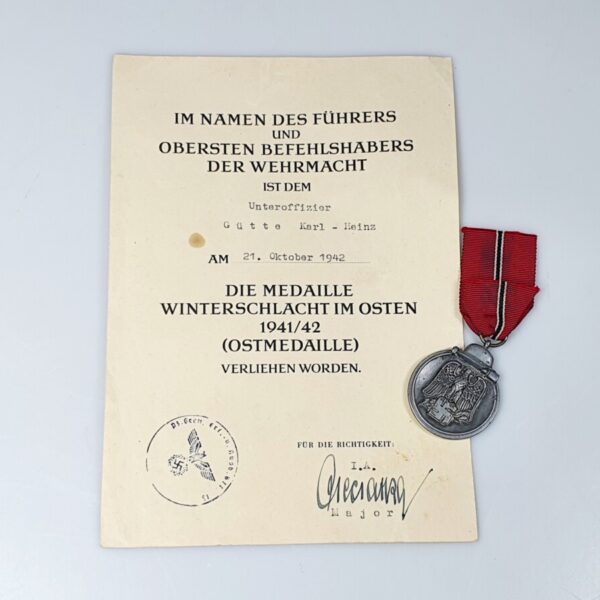 IM NAMEN DES FÜHRERS
UND
OBERSTEN BEFEHLSHABERS
DER WEHRMACHT
IST DEM
Unteroffizier
Gütte Karl - Heinz
AM 21. Oktober 1942
DIE MEDAILLE
WINTERSCHLACHT IM OSTEN
1941/42
(OSTMEDAILLE)
VERLIEHEN WORDEN.
FÜR DIE RICHTIGKEIT:
I.A.
Major